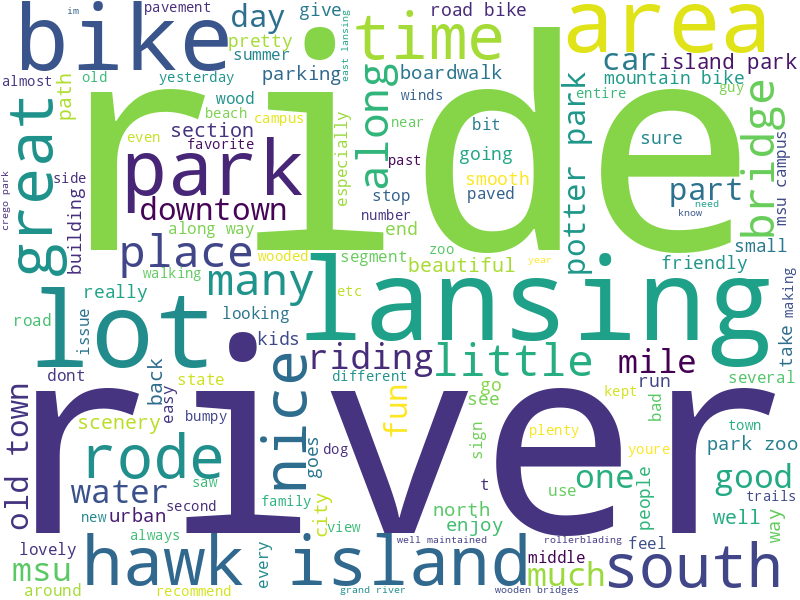 im
pavement
day
give
road bike
area
bike
ride
time
pretty
summer
east lansing
car
island park
almost
old
yesterday
parking
boardwalk
mountain bike
path
wood
winds
entire
guy
great
beach
campus
along
section
even
favorite
especially
near
bit
sure
potter park
bridge
msu campus
park
past
going
smooth
paved
part
need
know
crego park
side
downtown
stop
number
building
along way
end
place
wooded
segment
zoo
beautiful
year
small
friendly
walking
many
lansing
really
etc
looking
road
issue
lot
kids
take
making
riding
little
mile
dont
back
easy
nice
different
go
see
run
several
state
bumpy
fun
kept
bad
scenery
goes
river
town
old town
rode
dog
sign
plenty
youre
park zoo
saw
water
second
t
use
one
people
good
trails
new
urban
family
city
view
north
enjoy
well
way
always
lovely
every
well maintained
rollerblading
feel
msu
hawk island
middle
much
south
around
recommend
grand river
wooden bridges